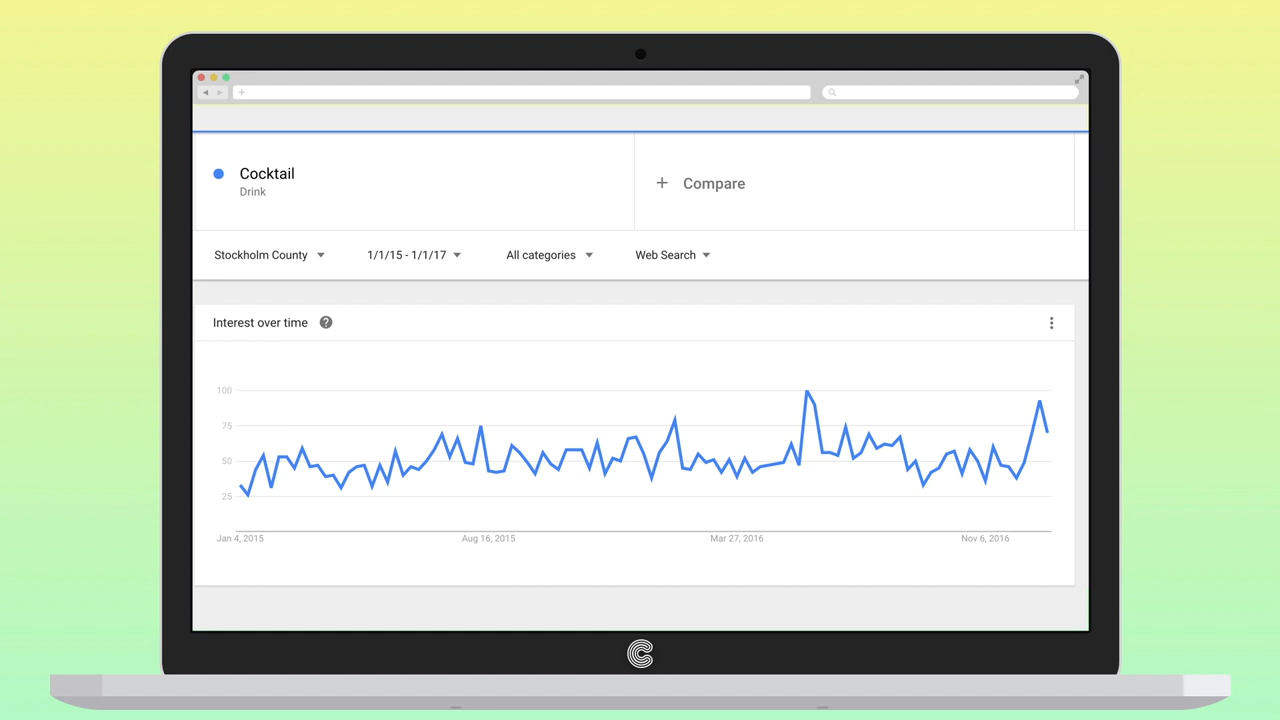 Cocktail
Drink
+ Compare
Stockholm County
1/1/15 - 1/1/17
All categories
Web Search
Interest over time ?
100
75
50
25
Jan 4, 2015
Aug 16, 2015
Mar 27, 2016
Nov 6, 2016